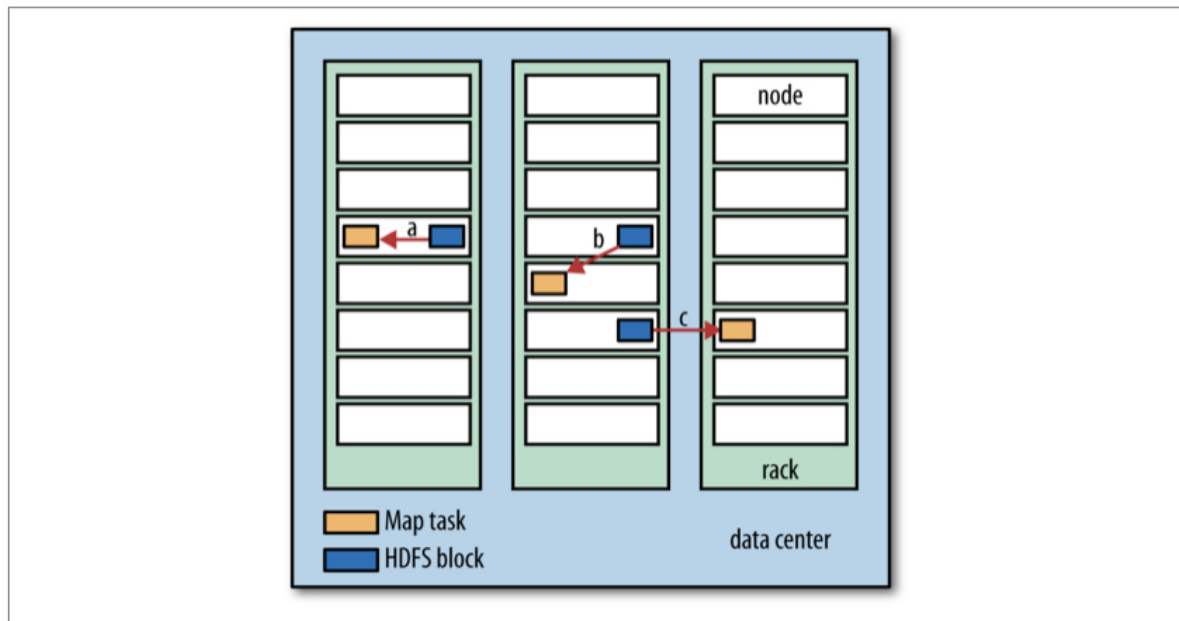 node
a
b
c
rack
Map task
HDFS block
data center